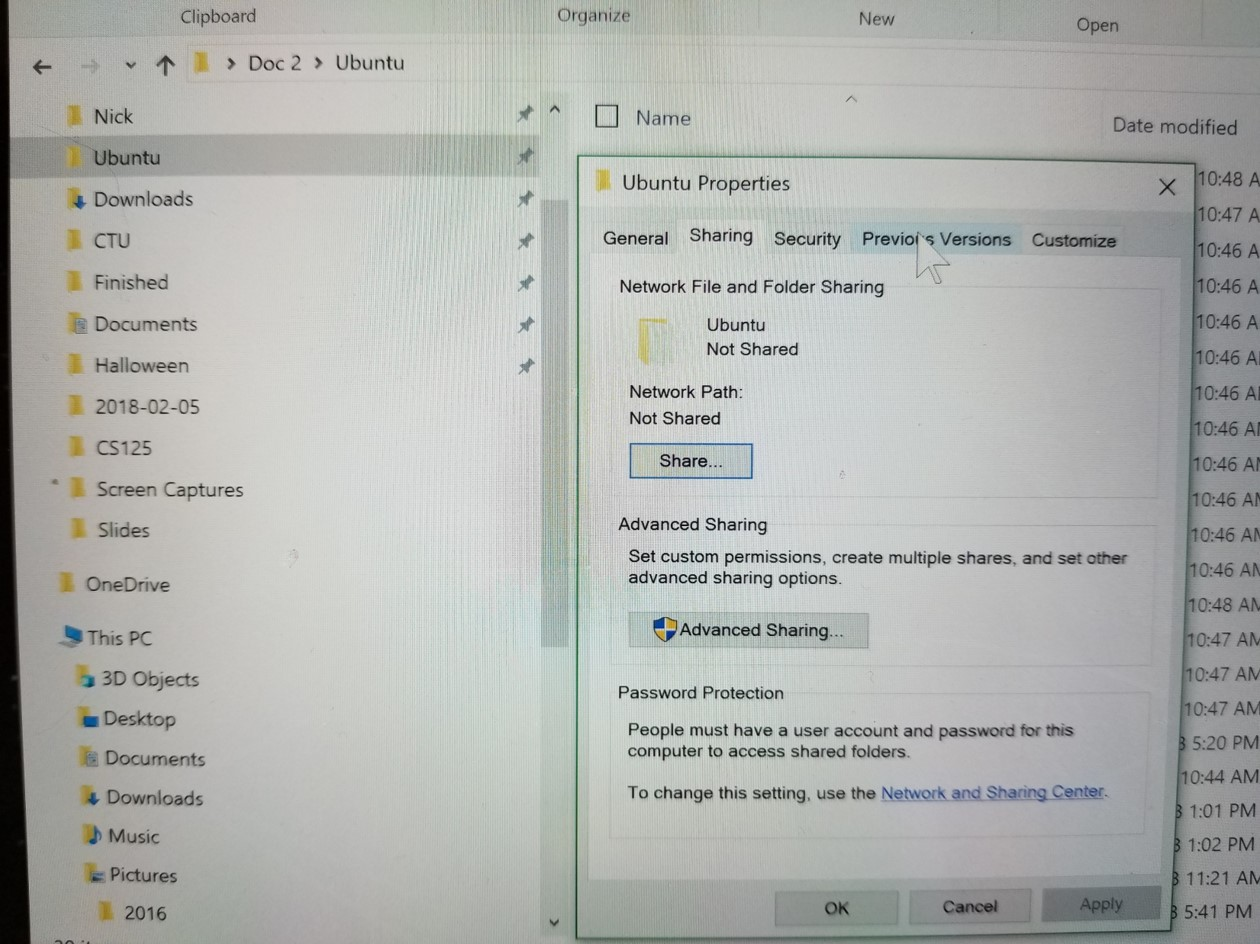 Clipboard
Organize
New
Open
Doc 2 > Ubuntu
Name
Date modified
Nick
Ubuntu
Downloads
CTU
Finished
Documents
Halloween
2018-02-05
CS125
Screen Captures
Slides
OneDrive
This PC
3D Objects
Desktop
Documents
Downloads
Music
Pictures
2016
Ubuntu Properties
General
Sharing
Security
Previous Versions
Customize
Network File and Folder Sharing
Ubuntu
Not Shared
Network Path:
Not Shared
Share...
Advanced Sharing
Set custom permissions, create multiple shares, and set other
advanced sharing options.
Advanced Sharing...
Password Protection
People must have a user account and password for this
computer to access shared folders.
To change this setting, use the Network and Sharing Center.
OK
Cancel
Apply
10:48 A
10:47 A
10:46 A
10:46 A
10:46 A
10:46 A
10:46 A
10:46 A
10:46 A
10:46 A
10:46 A
10:46 AM
10:48 AM
10:47 AM
10:47 AM
10:47 AM
5:20 PM
10:44 AM
1:01 PM
1:02 PM
11:21 AM
5:41 PM